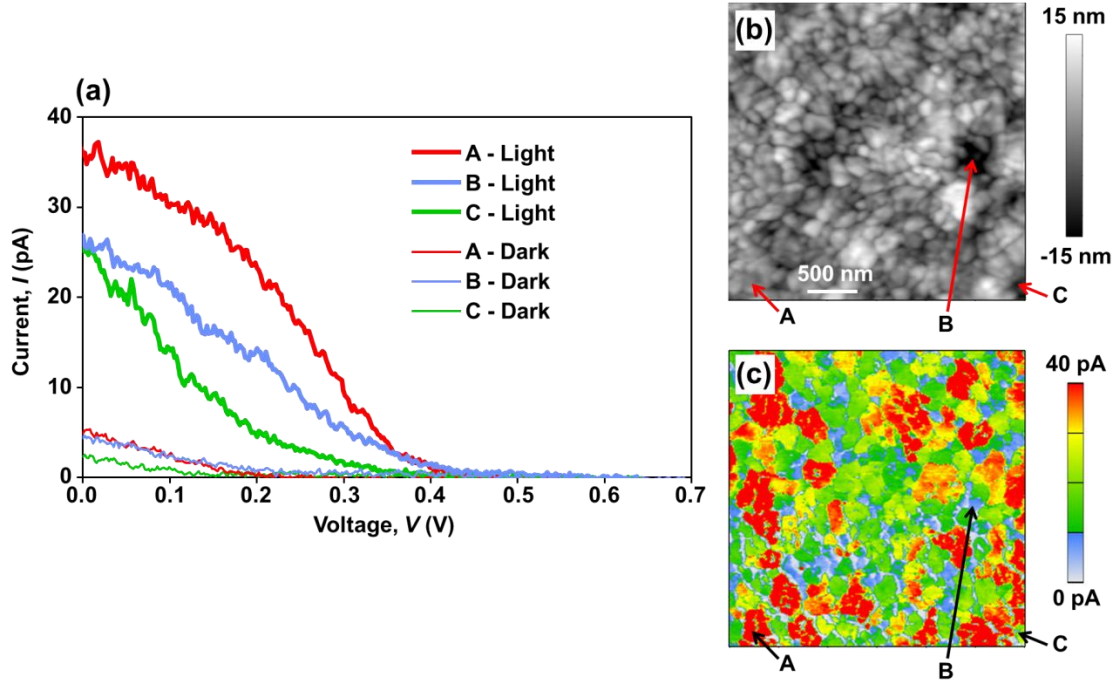 (a)
40
30
20
10
0
Current, I (pA)
0.0 0.1 0.2 0.3 0.4 0.5 0.6 0.7
Voltage, V (V)
A - Light
B - Light
C - Light
A - Dark
B - Dark
C - Dark
(b)
500 nm
A
B
C
15 nm
-15 nm
(c)
A
B
C
40 pA
0 pA